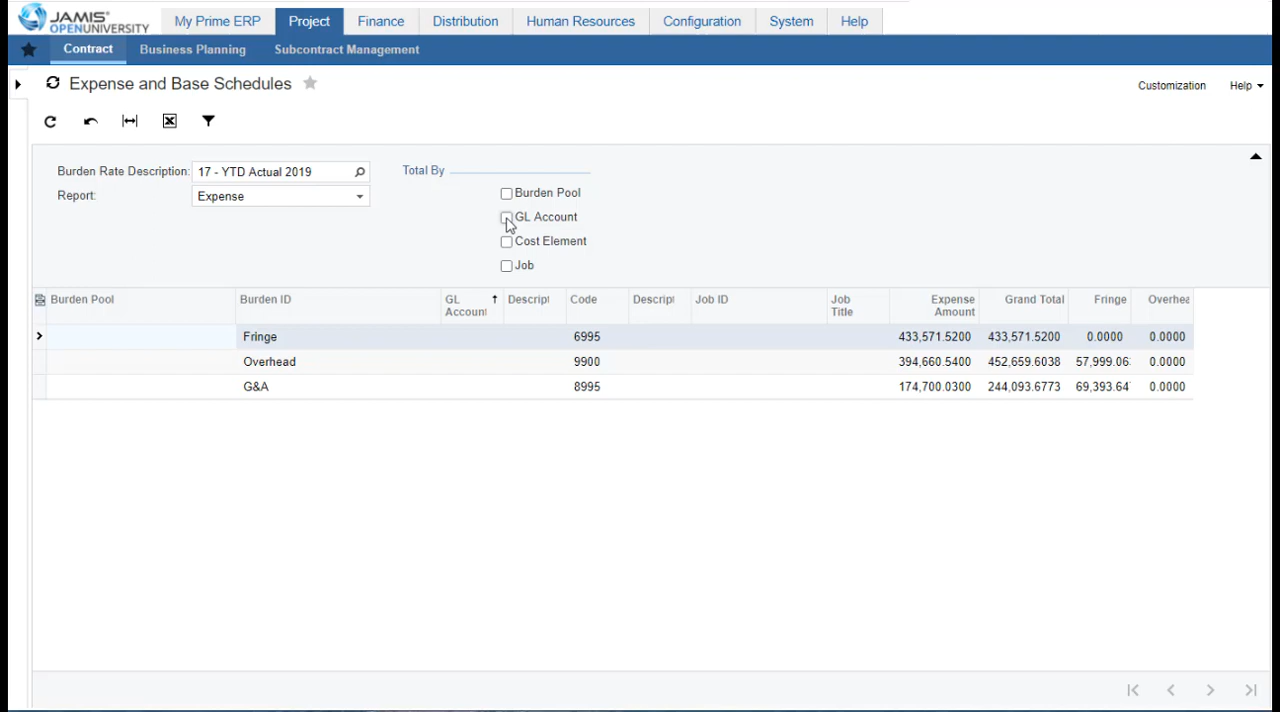 JAMIS
OPENUNIVERSITY
My Prime ERP Project Finance Distribution Human Resources Configuration System Help
Contract Business Planning Subcontract Management
Expense and Base Schedules
Customization Help
Burden Rate Description: 17 - YTD Actual 2019
Report: Expense
Total By
Burden Pool
GL Account
Cost Element
Job
Burden Pool Burden ID GL Account Descript Code Descript Job ID Job Title Expense Amount Grand Total Fringe Overhea
Fringe 6995 433,571.5200 433,571.5200 0.0000 0.0000
Overhead 9900 394,660.5400 452,659.6038 57,999.06 0.0000
G&A 8995 174,700.0300 244,093.6773 69,393.64 0.0000